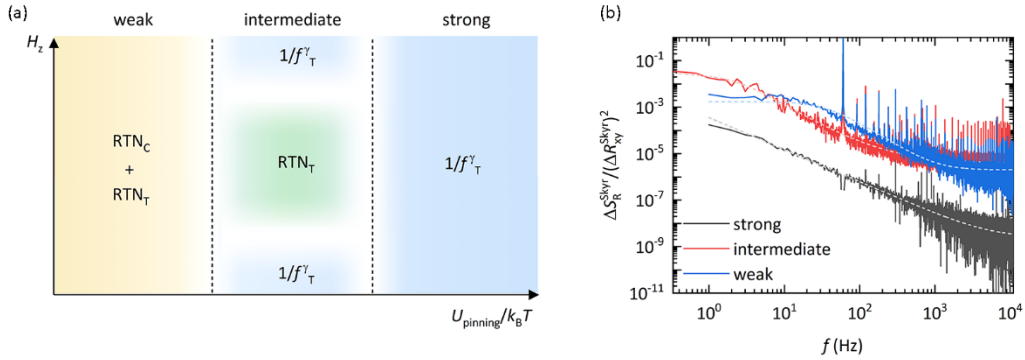 (a)
weak intermediate strong
H_z
1/f^γ_T
RTN_C
+
RTN_T
RTN_T
1/f^γ_T
1/f^γ_T
U_pinning/k_BT
(b)
ΔS_R^Skyr/(ΔR_xy^Skyr)^2
10^-1
10^-3
10^-5
10^-7
10^-9
10^-11
strong
intermediate
weak
10^0 10^1 10^2 10^3 10^4
f (Hz)